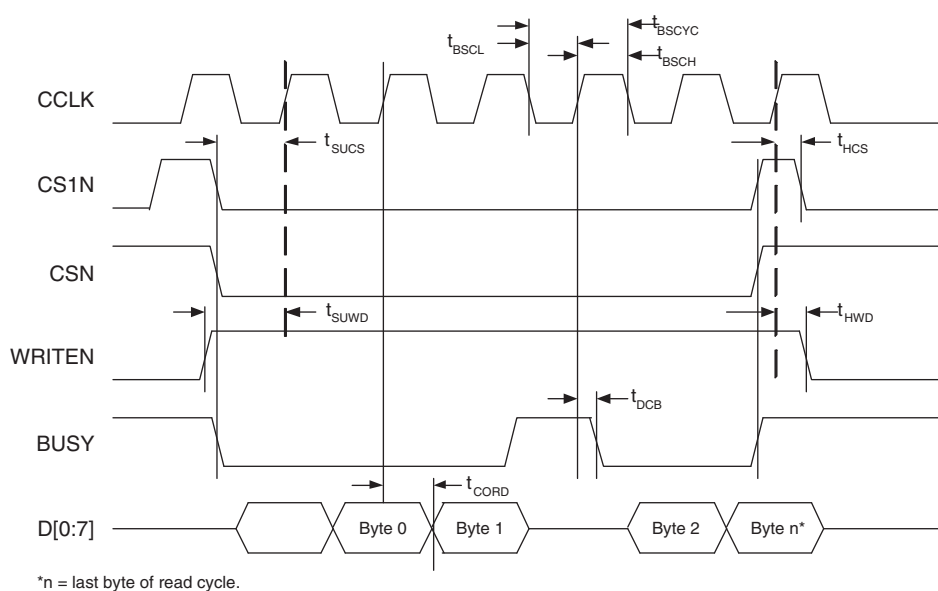 tBSCYC
tBSCL
tBSCH
CCLK
tSUCS
tHCS
CS1N
CSN
tSUWD
tHWD
WRITEN
tDCB
BUSY
tCORD
D[0:7]
Byte 0
Byte 1
Byte 2
Byte n*
*n = last byte of read cycle.